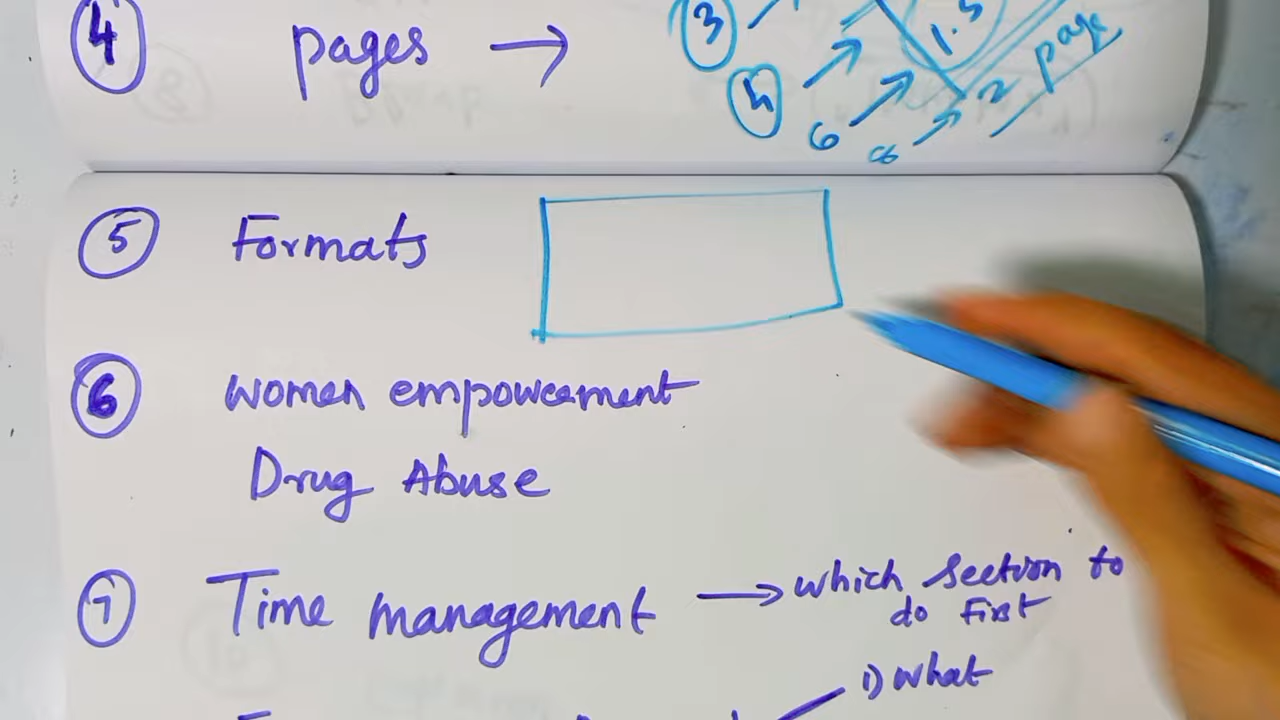 4 pages →
3
4
6
8
1.5
2 page
5 Formats
6 women empowerment
Drug Abuse
7 Time management → which section to
do First
1) What